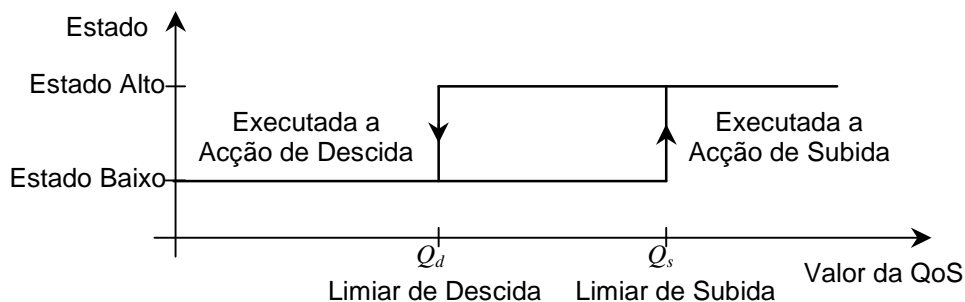 Estado
Estado Alto
Executada a
Acção de Descida
Executada a
Acção de Subida
Estado Baixo
Qd
Qs
Valor da QoS
Limiar de Descida
Limiar de Subida